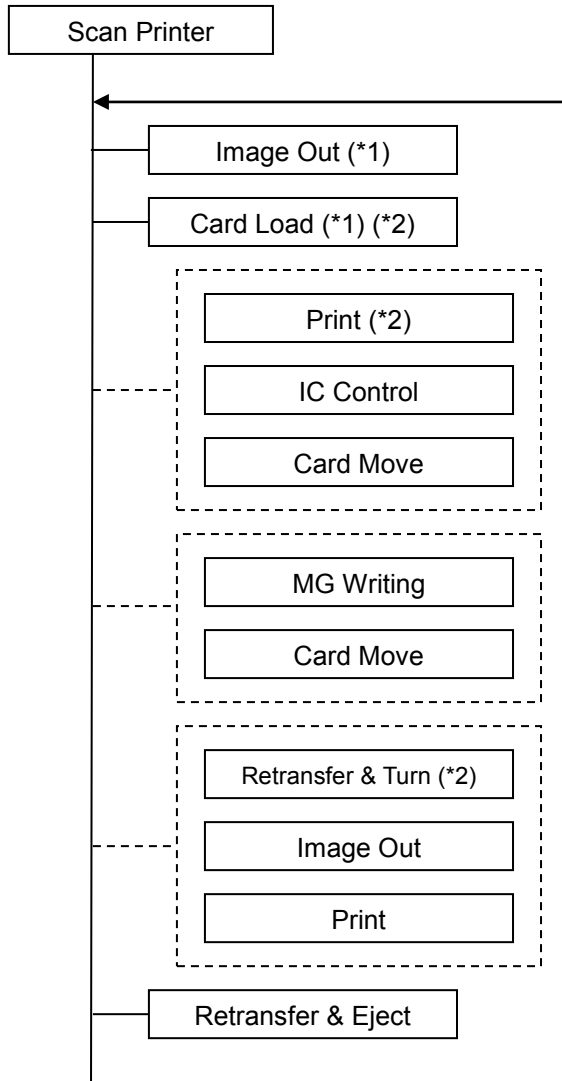 Scan Printer
Image Out (*1)
Card Load (*1) (*2)
Print (*2)
IC Control
Card Move
MG Writing
Card Move
Retransfer & Turn (*2)
Image Out
Print
Retransfer & Eject